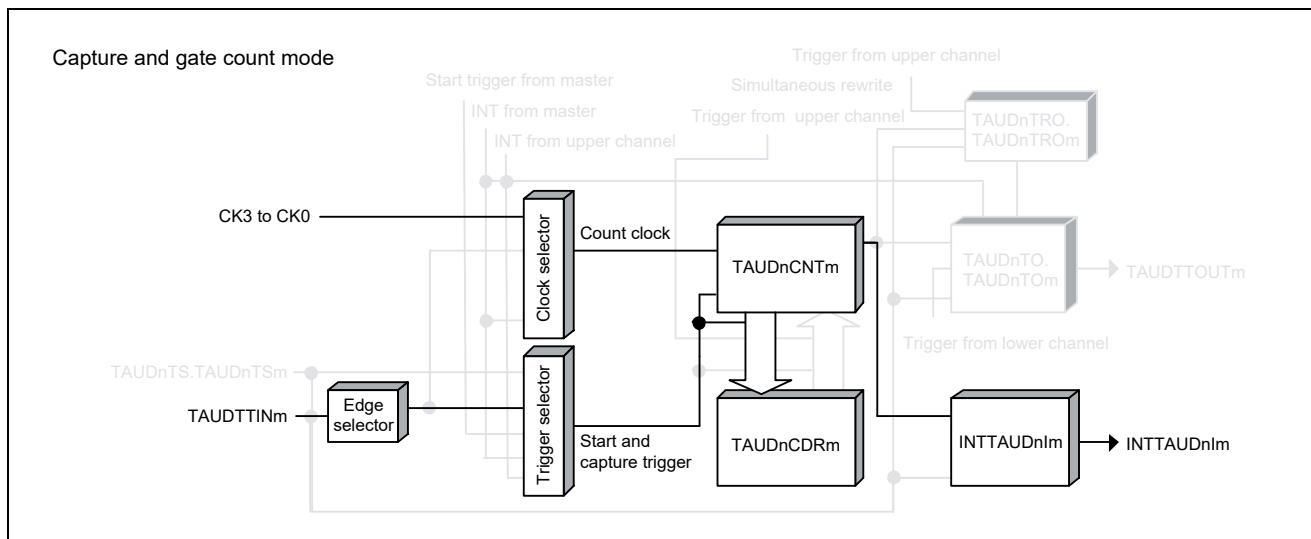 Capture and gate count mode
Trigger from upper channel
Start trigger from master
Simultaneous rewrite
INT from master
Trigger from upper channel
INT from upper channel
TAUDnTRO.
TAUDnTROm
CK3 to CK0
Clock selector
Count clock
TAUDnCNTm
TAUDnTO.
TAUDnTOm
TAUDTTOUTm
Trigger from lower channel
TAUDnTS.TAUDnTSm
TAUDTTINm
Edge
selector
Trigger selector
Start and
capture trigger
TAUDnCDRm
INTTAUDnIm
INTTAUDnIm